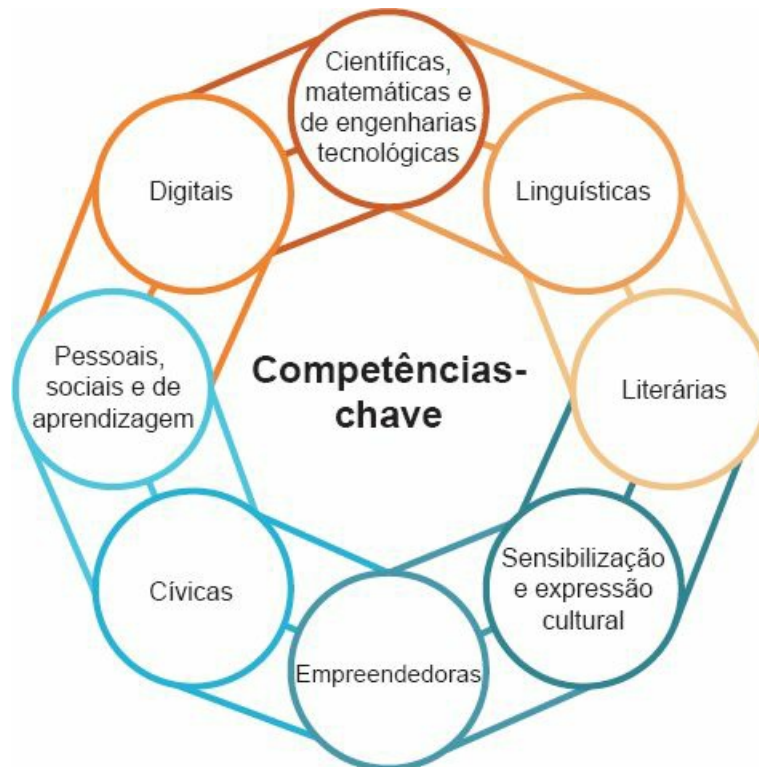 Científicas,
matemáticas e
de engenharias
tecnológicas
Digitais
Linguísticas
Pessoais,
sociais e de
aprendizagem
Competências-
chave
Literárias
Cívicas
Sensibilização
e expressão
cultural
Empreendedoras